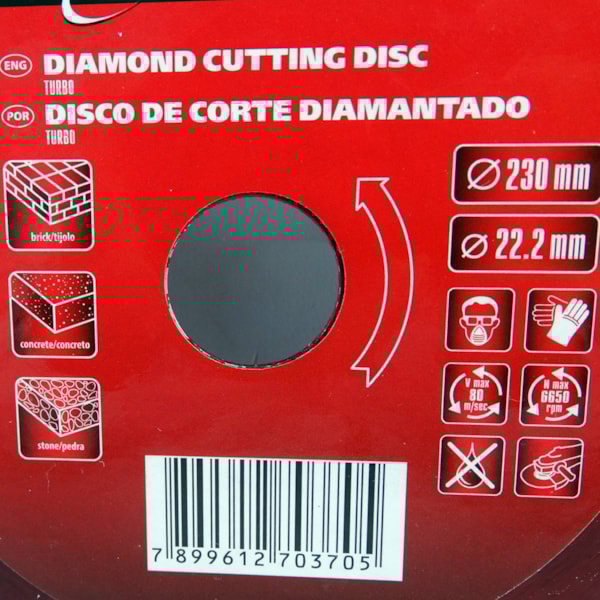 ENG DIAMOND CUTTING DISC
TURBO
POR DISCO DE CORTE DIAMANTADO
TURBO
Ø 230 mm
Ø 22.2 mm
brick/tijolo
concrete/concreto
stone/pedra
V max
80
m/sec
N max
6650
rpm
7 899612 703705